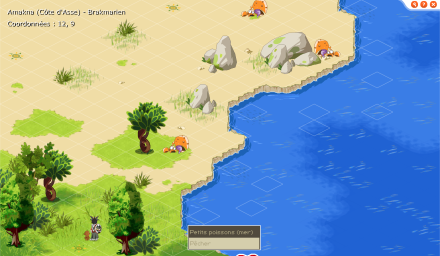 Amakna (Côte d'Asse) - Brakmarien
Coordonnées : 12, 9
Petits poissons (mer)
Pêcher